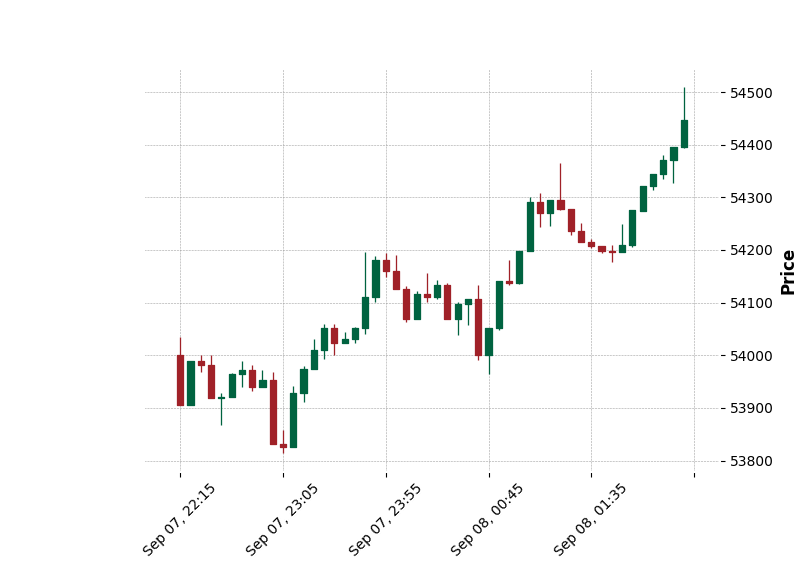 54500
54400
54300
54200
54100
54000
53900
53800
Price
Sep 07, 22:15
Sep 07, 23:05
Sep 07, 23:55
Sep 08, 00:45
Sep 08, 01:35